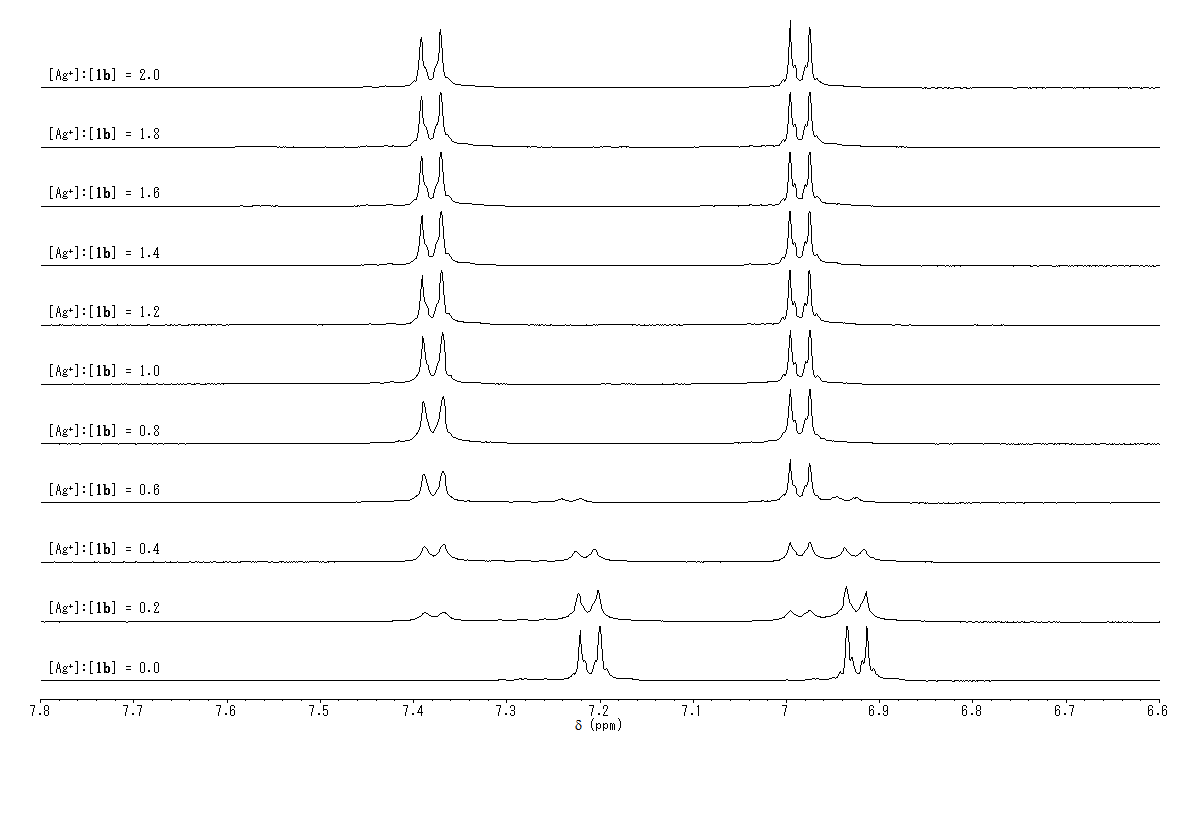 [Ag⁺]:[1b] = 2.0
[Ag⁺]:[1b] = 1.8
[Ag⁺]:[1b] = 1.6
[Ag⁺]:[1b] = 1.4
[Ag⁺]:[1b] = 1.2
[Ag⁺]:[1b] = 1.0
[Ag⁺]:[1b] = 0.8
[Ag⁺]:[1b] = 0.6
[Ag⁺]:[1b] = 0.4
[Ag⁺]:[1b] = 0.2
[Ag⁺]:[1b] = 0.0
7.8 7.7 7.6 7.5 7.4 7.3 7.2 7.1 7 6.9 6.8 6.7 6.6
δ (ppm)